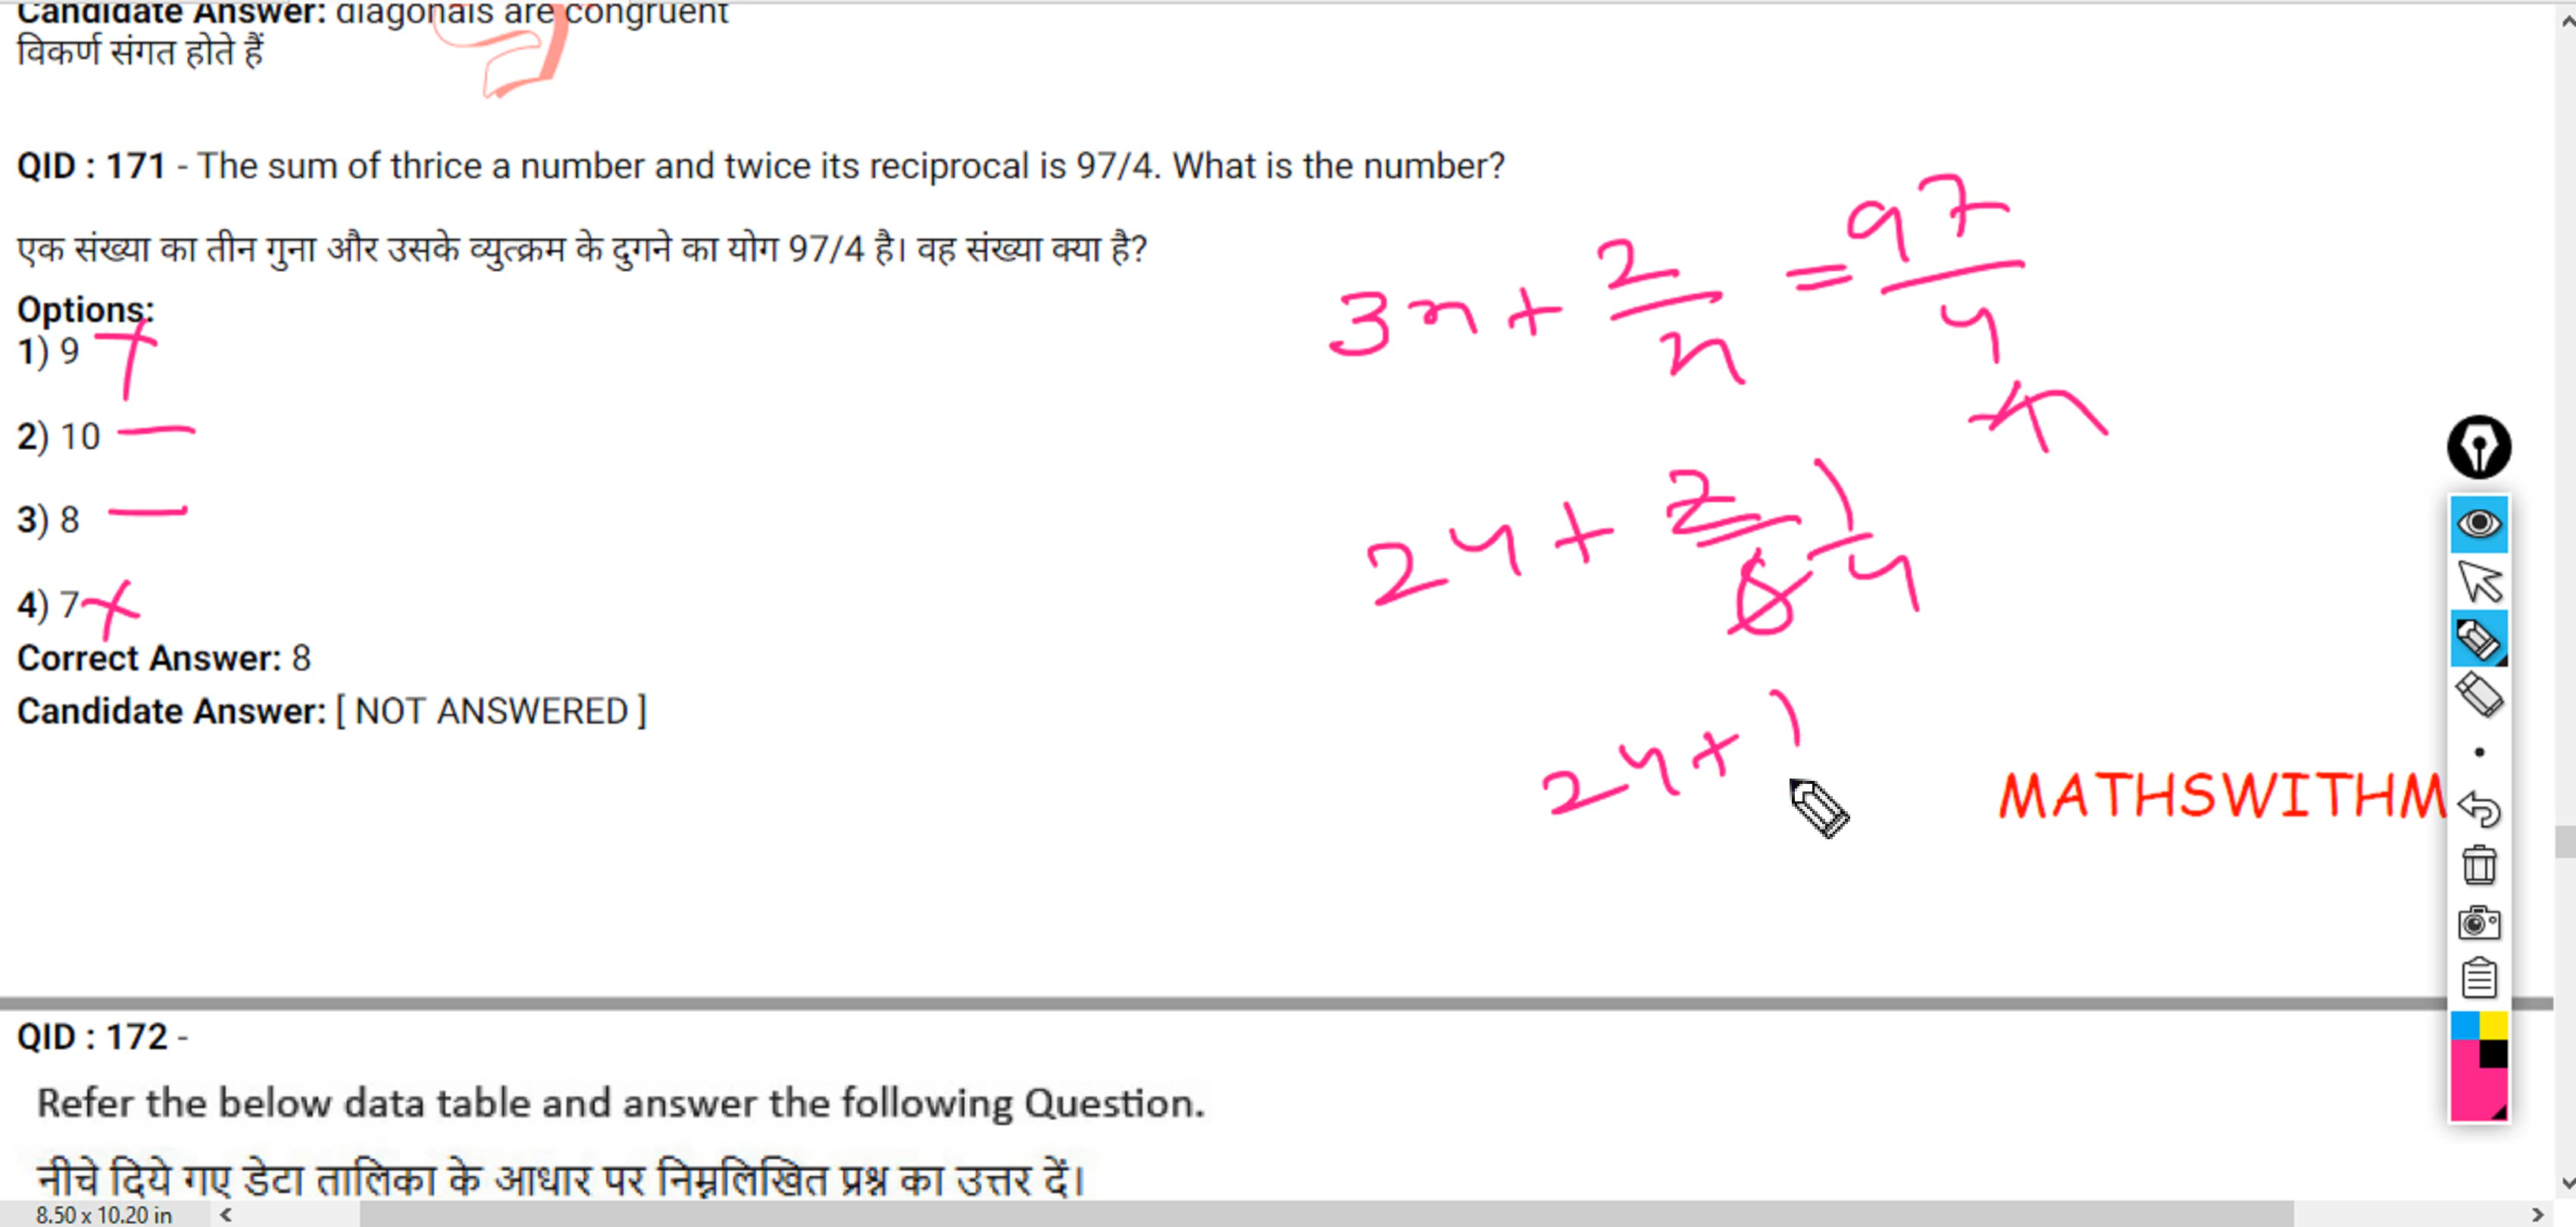 Candidate Answer: diagonals are congruent
विकर्ण संगत होते हैं
QID : 171 - The sum of thrice a number and twice its reciprocal is 97/4. What is the number?
एक संख्या का तीन गुना और उसके व्युत्क्रम के दुगने का योग 97/4 है। वह संख्या क्या है?
Options:
1) 9
2) 10
3) 8
4) 7
Correct Answer: 8
Candidate Answer: [ NOT ANSWERED ]
3x + 2/x = 97/4
4
24 + 2/8 1/4
24 + 1
MATHSWITHM
QID : 172 -
Refer the below data table and answer the following Question.
नीचे दिये गए डेटा तालिका के आधार पर निम्नलिखित प्रश्न का उत्तर दें।
8.50 x 10.20 in